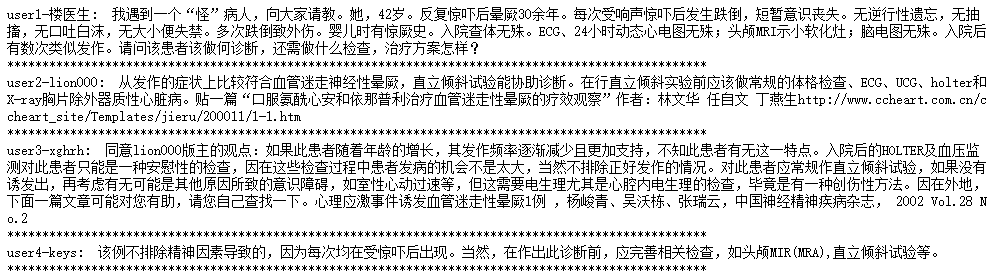 user1-楼医生: 我遇到一个“怪”病人，向大家请教。她，42岁。反复惊吓后晕厥30余年。每次受响声惊吓后发生跌倒，短暂意识丧失。无逆行性遗忘，无抽
搐，无口吐白沫，无大小便失禁。多次跌倒致外伤。婴儿时有惊厥史。入院查体无殊。ECG、24小时动态心电图无殊；头颅MRI示小软化灶；脑电图无殊。入院后
有数次类似发作。请问该患者该做何诊断，还需做什么检查，治疗方案怎样？
****************************************************************************************
user2-lion000: 从发作的症状上比较符合血管迷走神经性晕厥，直立倾斜试验能协助诊断。在行直立倾斜实验前应该做常规的体格检查、ECG、UCG、holter和
X-ray胸片除外器质性心脏病。贴一篇“口服氨酰心安和依那普利治疗血管迷走性晕厥的疗效观察”作者：林文华 任自文 丁燕生http://www.ccheart.com.cn/c
cheart_site/Templates/jieru/200011/1-1.htm
****************************************************************************************
user3-xghrh: 同意lion000版主的观点：如果此患者随着年龄的增长，其发作频率逐渐减少且更加支持，不知此患者有无这一特点。入院后的HOLTER及血压监
测对此患者只能是一种安慰性的检查，因在这些检查过程中患者发病的机会不是太大，当然不排除正好发作的情况。对此患者应常规作直立倾斜试验，如果没有
诱发出，再考虑有无可能是其他原因所致的意识障碍，如室性心动过速等，但这需要电生理尤其是心腔内电生理的检查，毕竟是有一种创伤性方法。因在外地，
下面一篇文章可能对您有助，请您自己查找一下。心理应激事件诱发血管迷走性晕厥1例 ，杨峻青、吴沃栋、张瑞云，中国神经精神疾病杂志， 2002 Vol.28 N
o.2
****************************************************************************************
user4-keys: 该例不排除精神因素导致的，因为每次均在受惊吓后出现。当然，在作出此诊断前，应完善相关检查，如头颅MIR(MRA),直立倾斜试验等。
****************************************************************************************